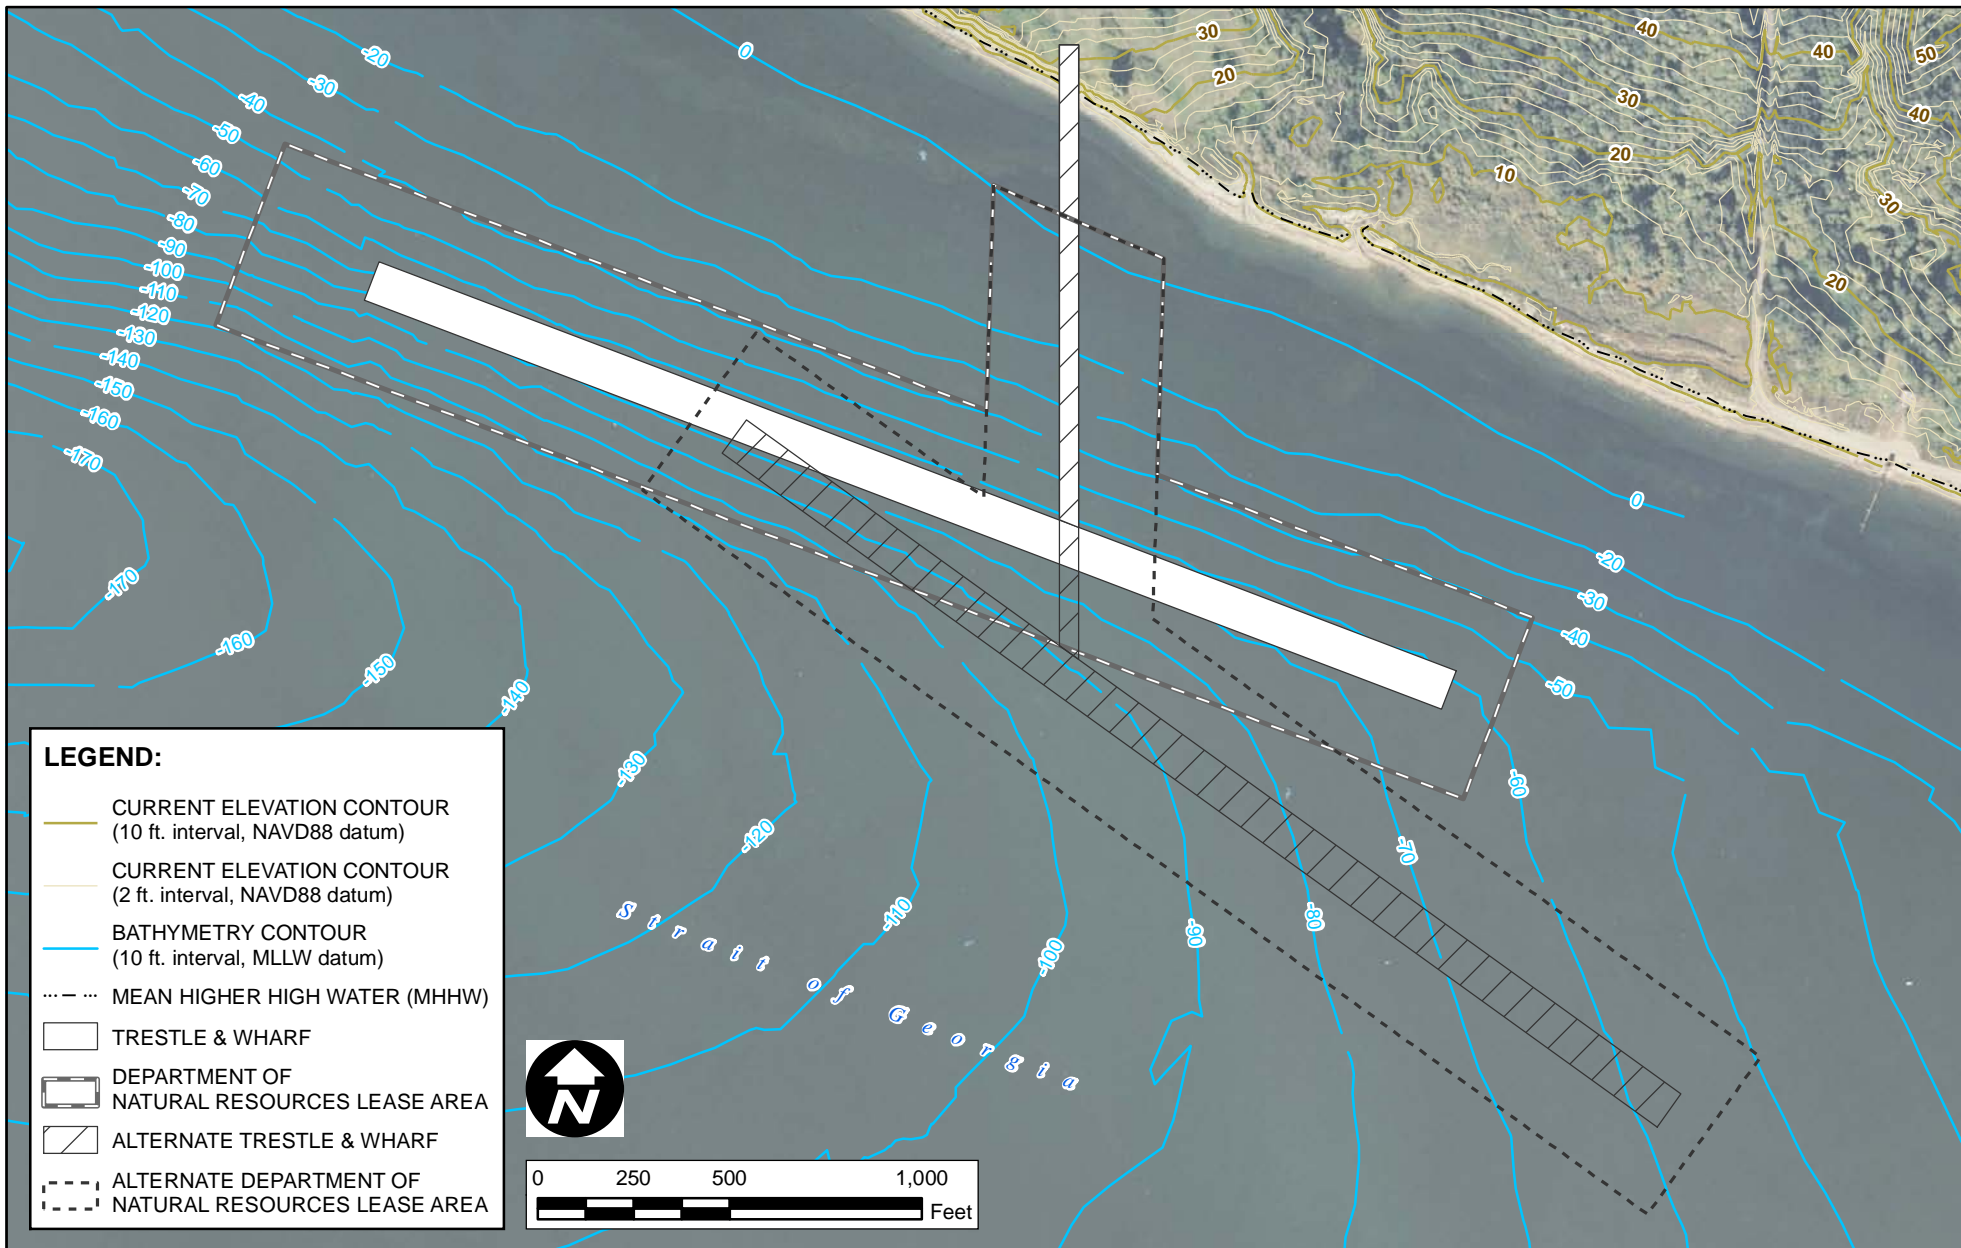 30
20
40
40
50
30
20
40
10
30
20
0
-20
-30
-40
-50
-60
-70
-80
-90
-100
-110
-120
-130
-140
-150
-160
-170
-170
-160
-150
-140
-130
-120
-110
-100
-90
-80
-70
-60
-50
-40
-30
-20
0
Strait of Georgia
LEGEND:
CURRENT ELEVATION CONTOUR
(10 ft. interval, NAVD88 datum)
CURRENT ELEVATION CONTOUR
(2 ft. interval, NAVD88 datum)
BATHYMETRY CONTOUR
(10 ft. interval, MLLW datum)
MEAN HIGHER HIGH WATER (MHHW)
TRESTLE & WHARF
DEPARTMENT OF
NATURAL RESOURCES LEASE AREA
ALTERNATE TRESTLE & WHARF
ALTERNATE DEPARTMENT OF
NATURAL RESOURCES LEASE AREA
N
0 250 500 1,000
Feet